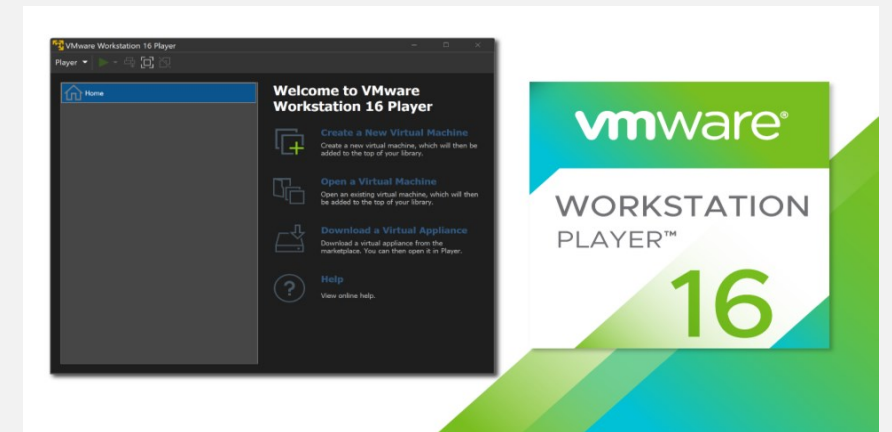 VMware Workstation 16 Player
Player
Home
Welcome to VMware
Workstation 16 Player
Create a New Virtual Machine
Create a new virtual machine, which will then be
added to the top of your library.
Open a Virtual Machine
Open an existing virtual machine, which will then
be added to the top of your library.
Download a Virtual Appliance
Download a virtual appliance from the
marketplace. You can then open it in Player.
Help
View online help.
vmware®
WORKSTATION
PLAYER™
16